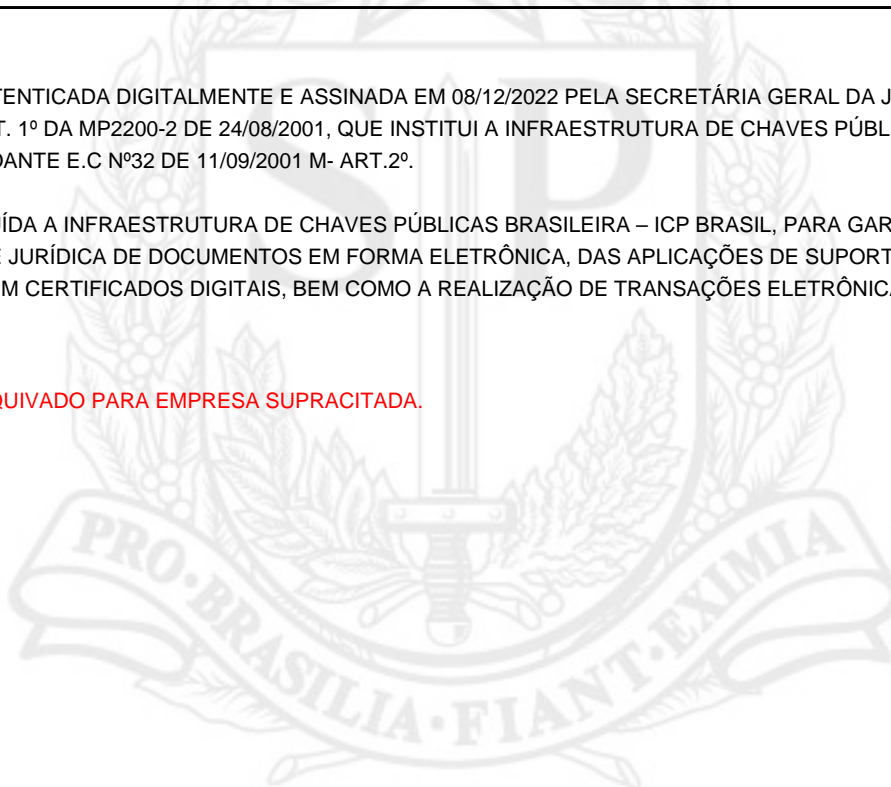 TENTICADA DIGITALMENTE E ASSINADA EM 08/12/2022 PELA SECRETÁRIA GERAL DA J
T. 1º DA MP2200-2 DE 24/08/2001, QUE INSTITUI A INFRAESTRUTURA DE CHAVES PÚBL
DANTE E.C Nº32 DE 11/09/2001 M- ART.2º.
ÍDA A INFRAESTRUTURA DE CHAVES PÚBLICAS BRASILEIRA – ICP BRASIL, PARA GAR
E JURÍDICA DE DOCUMENTOS EM FORMA ELETRÔNICA, DAS APLICAÇÕES DE SUPORT
M CERTIFICADOS DIGITAIS, BEM COMO A REALIZAÇÃO DE TRANSAÇÕES ELETRÔNICA
QUIVADO PARA EMPRESA SUPRACITADA.
SP
PRO·BRASILIA·FIANT·EXIMIA